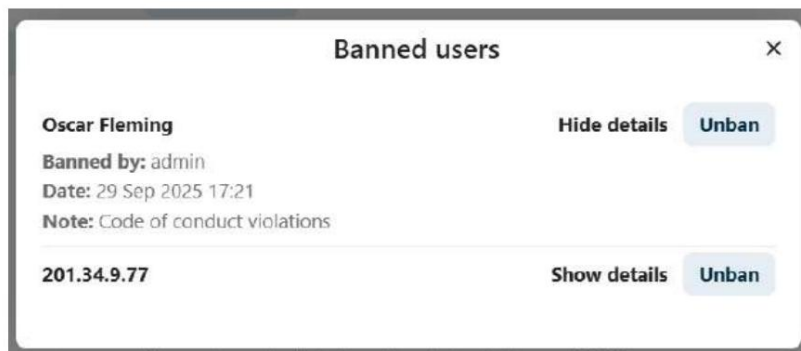 Banned users
×
Oscar Fleming Hide details Unban
Banned by: admin
Date: 29 Sep 2025 17:21
Note: Code of conduct violations
201.34.9.77 Show details Unban